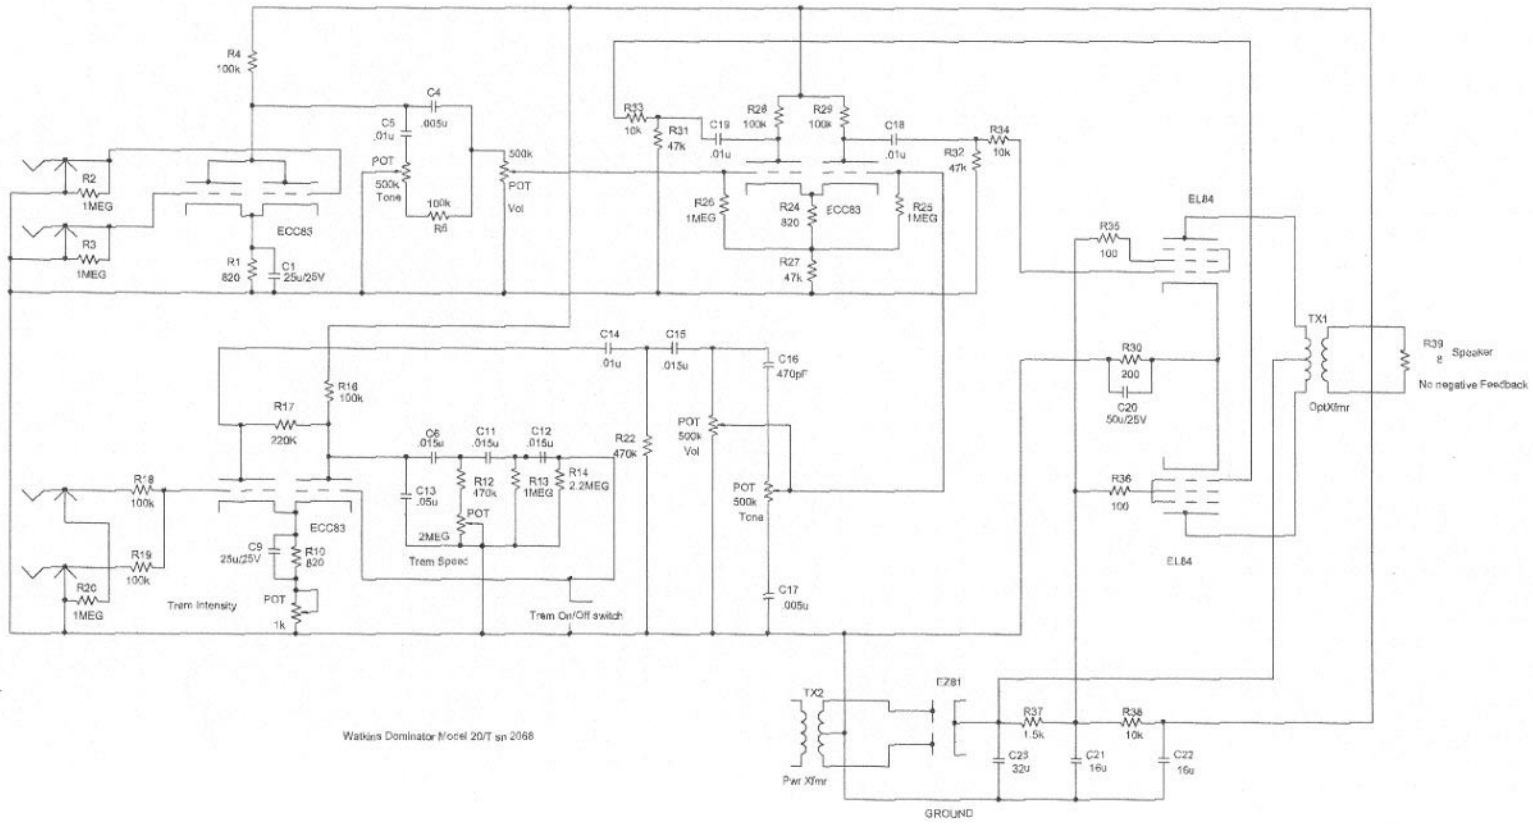 R4
100k
C4
.005u
C5
.01u
POT
500k
Tone
100k
R6
500k
POT
Vol
R2
1MEG
R3
1MEG
ECC83
R1
820
C1
25u/25V
R33
10k
R31
47k
C19
.01u
R28
100k
R29
100k
C18
.01u
R32
47k
R34
10k
R26
1MEG
R24
820
ECC83
R25
1MEG
R27
47k
EL84
R35
100
R30
200
C20
50u/25V
R36
100
EL84
TX1
OptXfmr
R39
8 Speaker
No negative Feedback
C14
.01u
C15
.015u
C16
470pF
R16
100k
R17
220K
R22
470k
POT
500k
Vol
POT
500k
Tone
C6
.015u
C11
.015u
C12
.015u
R12
470k
R13
1MEG
R14
2.2MEG
C13
.05u
POT
2MEG
Trem Speed
R18
100k
R19
100k
R20
1MEG
ECC83
C9
25u/25V
R10
820
Trem Intensity
POT
1k
Trem On/Off switch
C17
.005u
Watkins Dominator Model 20/T sn 2068
TX2
Pwr Xfmr
EZ81
R37
1.5k
R38
10k
C23
32u
C21
16u
C22
16u
GROUND